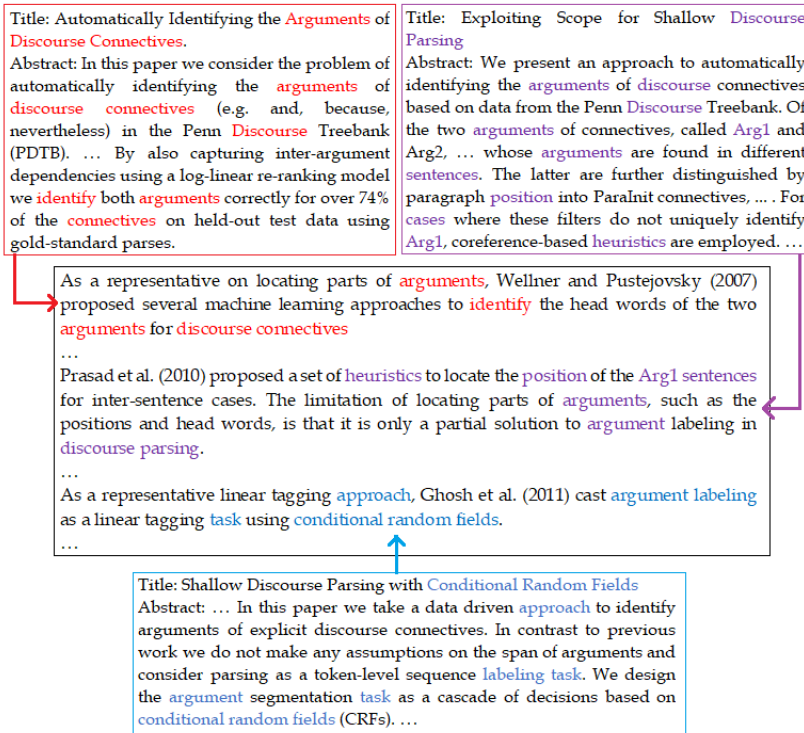 Title: Automatically Identifying the Arguments of
Discourse Connectives.
Abstract: In this paper we consider the problem of
automatically identifying the arguments of
discourse connectives (e.g. and, because,
nevertheless) in the Penn Discourse Treebank
(PDTB). … By also capturing inter-argument
dependencies using a log-linear re-ranking model
we identify both arguments correctly for over 74%
of the connectives on held-out test data using
gold-standard parses.
Title: Exploiting Scope for Shallow Discourse
Parsing
Abstract: We present an approach to automatically
identifying the arguments of discourse connectives
based on data from the Penn Discourse Treebank. Of
the two arguments of connectives, called Arg1 and
Arg2, … whose arguments are found in different
sentences. The latter are further distinguished by
paragraph position into ParaInit connectives, ... . For
cases where these filters do not uniquely identify
Arg1, coreference-based heuristics are employed. …
As a representative on locating parts of arguments, Wellner and Pustejovsky (2007)
proposed several machine learning approaches to identify the head words of the two
arguments for discourse connectives
…
Prasad et al. (2010) proposed a set of heuristics to locate the position of the Arg1 sentences
for inter-sentence cases. The limitation of locating parts of arguments, such as the
positions and head words, is that it is only a partial solution to argument labeling in
discourse parsing.
…
As a representative linear tagging approach, Ghosh et al. (2011) cast argument labeling
as a linear tagging task using conditional random fields.
…
Title: Shallow Discourse Parsing with Conditional Random Fields
Abstract: … In this paper we take a data driven approach to identify
arguments of explicit discourse connectives. In contrast to previous
work we do not make any assumptions on the span of arguments and
consider parsing as a token-level sequence labeling task. We design
the argument segmentation task as a cascade of decisions based on
conditional random fields (CRFs). …